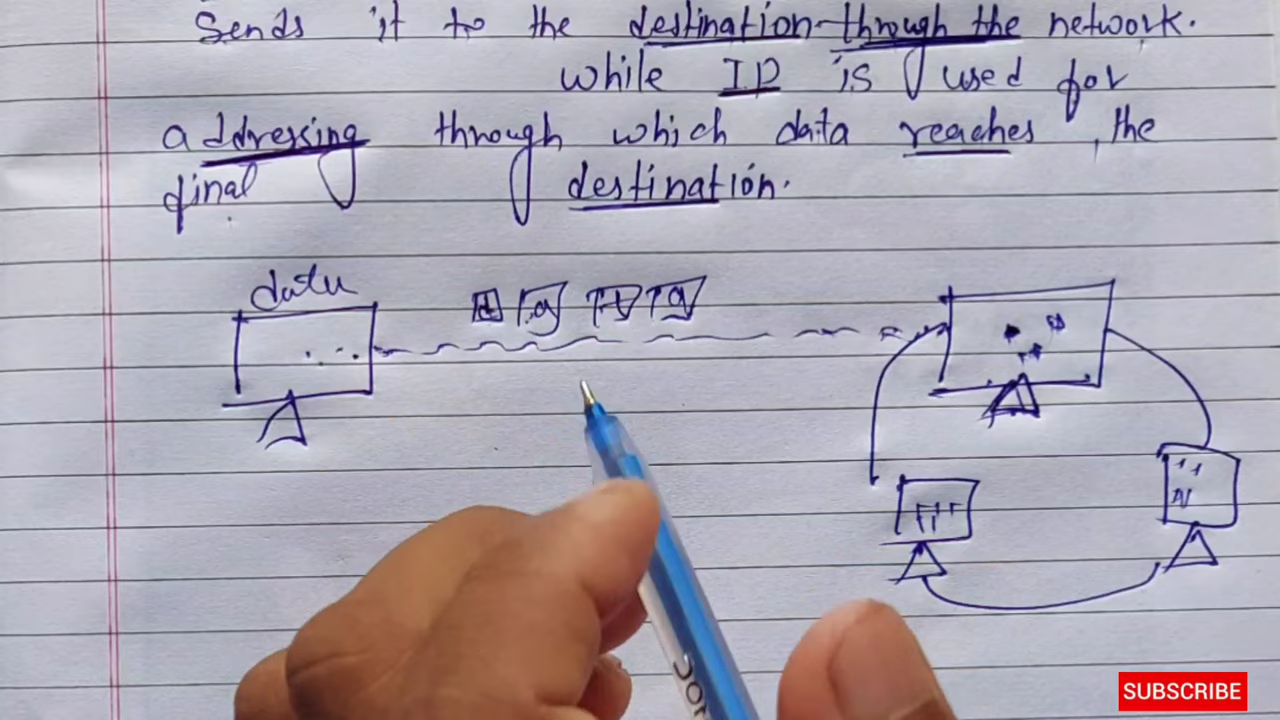 Sends it to the destination through the network.
while IP is used for
addressing through which data reaches, the
final destination.
data
SUBSCRIBE